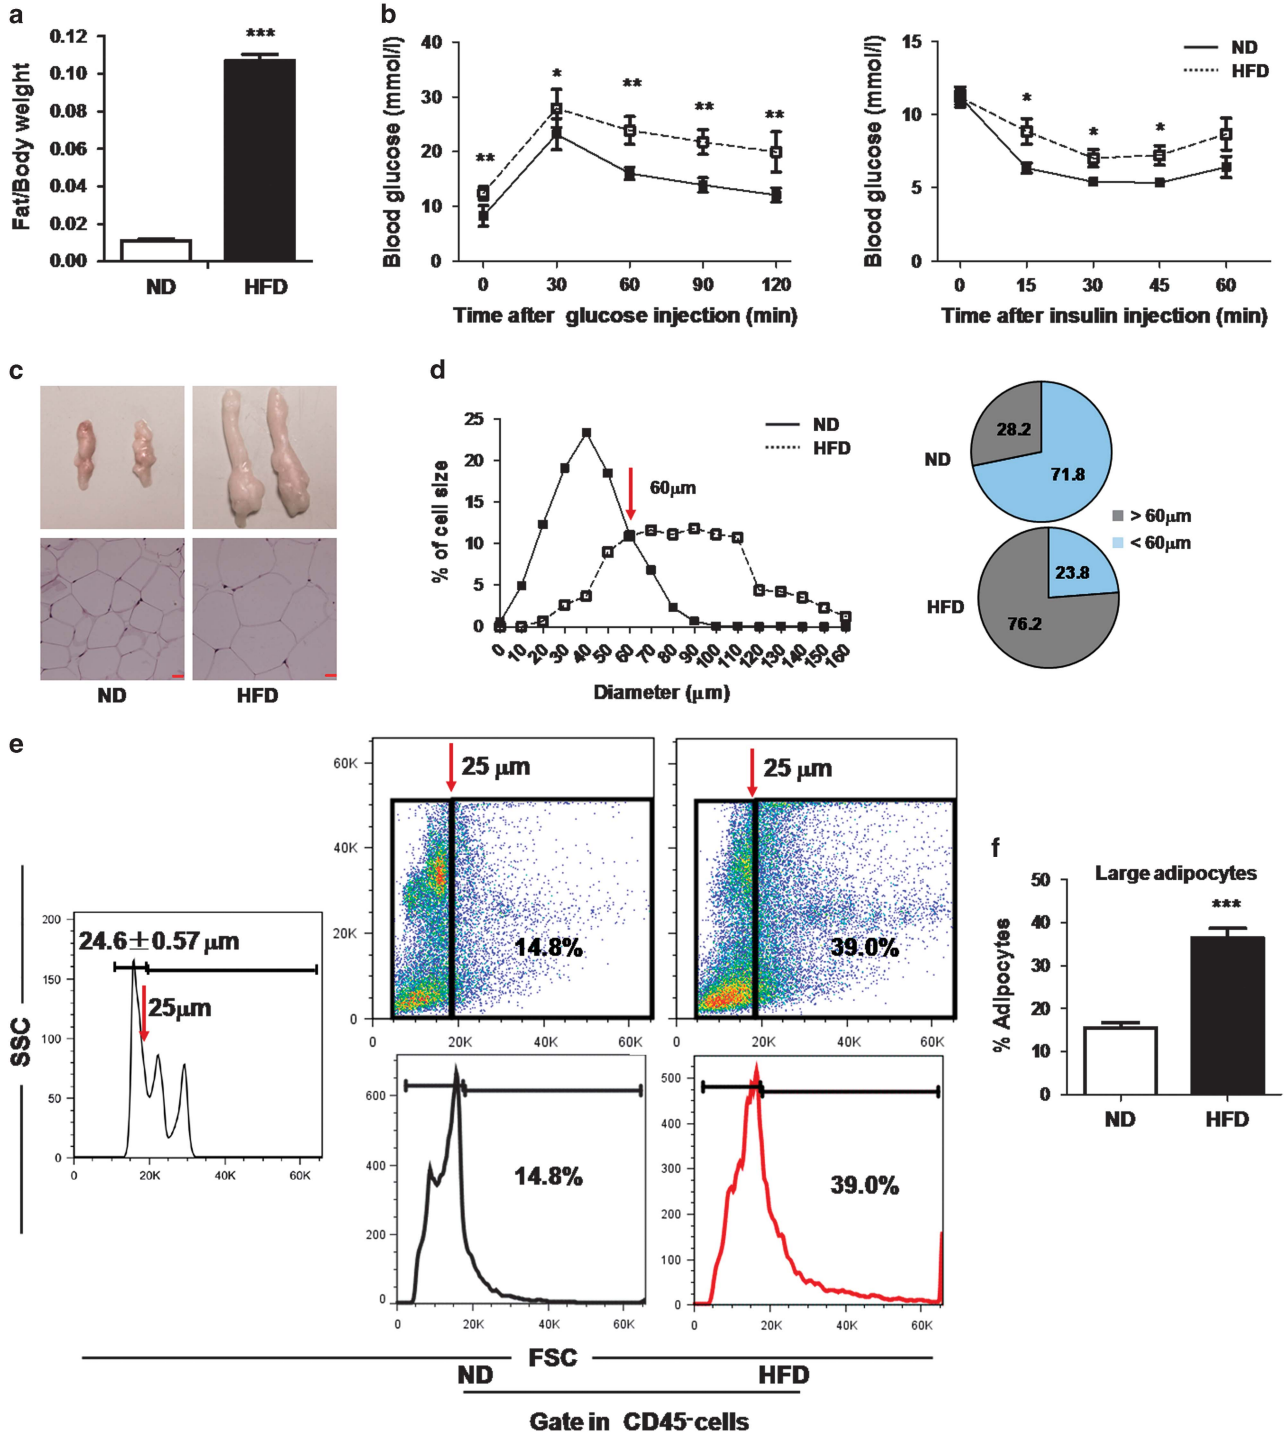 a
0.12
0.10
0.08
0.06
0.04
0.02
0.00
Fat/Body weight
***
ND HFD
b
40
30
20
10
0
Blood glucose (mmol/l)
** * ** ** **
0 30 60 90 120
Time after glucose injection (min)
15
10
5
0
Blood glucose (mmol/l)
* * *
ND
HFD
0 15 30 45 60
Time after insulin injection (min)
c
ND HFD
d
25
20
15
10
5
0
% of cell size
60µm
ND
HFD
0 10 20 30 40 50 60 70 80 90 100 110 120 130 140 150 160
Diameter (µm)
ND
28.2
71.8
> 60µm
< 60µm
HFD
23.8
76.2
e
SSC
200
150
100
50
0
24.6±0.57 µm
25µm
0 20K 40K 60K
60K
40K
20K
0
25 µm
14.8%
0 20K 40K 60K
25 µm
39.0%
0 20K 40K 60K
600
400
200
0
14.8%
0 20K 40K 60K
500
400
300
200
100
0
39.0%
0 20K 40K 60K
FSC
ND HFD
Gate in CD45-cells
f
Large adipocytes
50
40
30
20
10
0
% Adipocytes
***
ND HFD